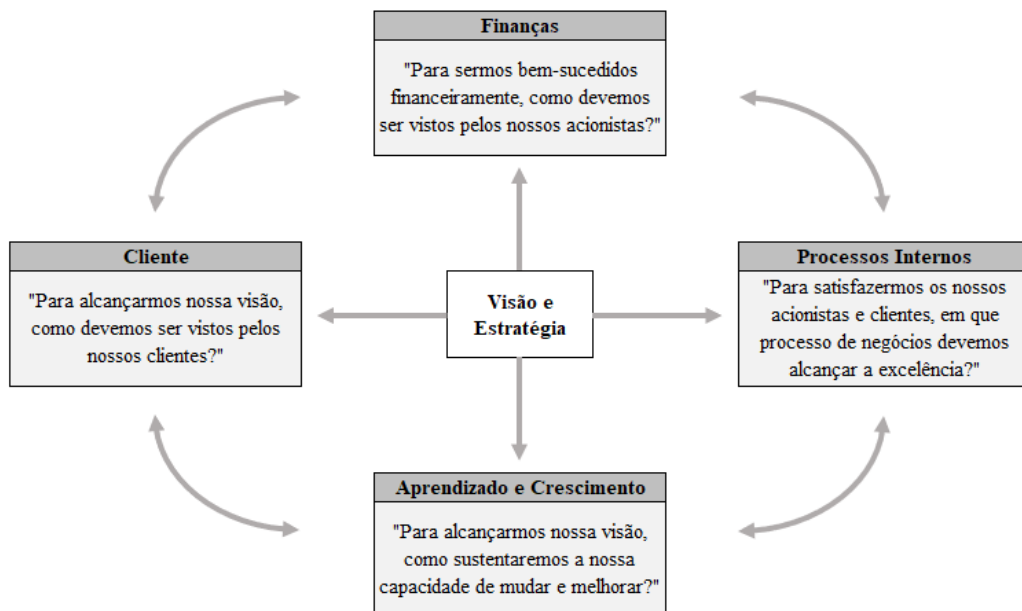 Finanças
"Para sermos bem-sucedidos
financeiramente, como devemos
ser vistos pelos nossos acionistas?"
Cliente
"Para alcançarmos nossa visão,
como devemos ser vistos pelos
nossos clientes?"
Visão e
Estratégia
Processos Internos
"Para satisfazermos os nossos
acionistas e clientes, em que
processo de negócios devemos
alcançar a excelência?"
Aprendizado e Crescimento
"Para alcançarmos nossa visão,
como sustentaremos a nossa
capacidade de mudar e melhorar?"